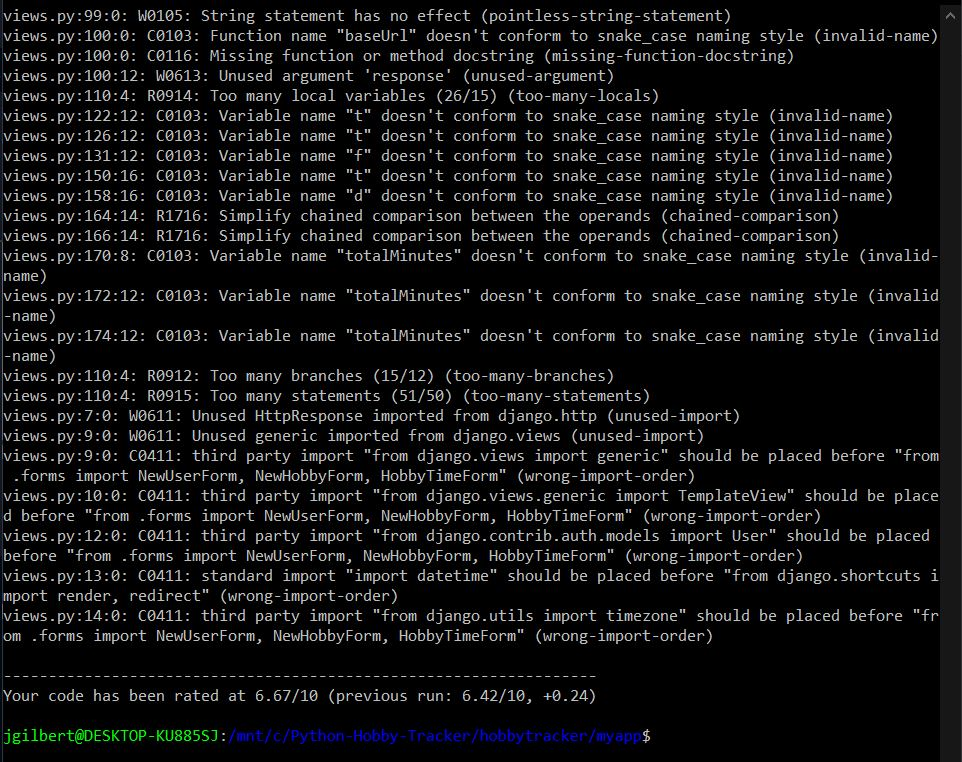 views.py:99:0: W0105: String statement has no effect (pointless-string-statement)
views.py:100:0: C0103: Function name "baseUrl" doesn't conform to snake_case naming style (invalid-name)
views.py:100:0: C0116: Missing function or method docstring (missing-function-docstring)
views.py:100:12: W0613: Unused argument 'response' (unused-argument)
views.py:110:4: R0914: Too many local variables (26/15) (too-many-locals)
views.py:122:12: C0103: Variable name "t" doesn't conform to snake_case naming style (invalid-name)
views.py:126:12: C0103: Variable name "t" doesn't conform to snake_case naming style (invalid-name)
views.py:131:12: C0103: Variable name "f" doesn't conform to snake_case naming style (invalid-name)
views.py:150:16: C0103: Variable name "t" doesn't conform to snake_case naming style (invalid-name)
views.py:158:16: C0103: Variable name "d" doesn't conform to snake_case naming style (invalid-name)
views.py:164:14: R1716: Simplify chained comparison between the operands (chained-comparison)
views.py:166:14: R1716: Simplify chained comparison between the operands (chained-comparison)
views.py:170:8: C0103: Variable name "totalMinutes" doesn't conform to snake_case naming style (invalid-
name)
views.py:172:12: C0103: Variable name "totalMinutes" doesn't conform to snake_case naming style (invalid
-name)
views.py:174:12: C0103: Variable name "totalMinutes" doesn't conform to snake_case naming style (invalid
-name)
views.py:110:4: R0912: Too many branches (15/12) (too-many-branches)
views.py:110:4: R0915: Too many statements (51/50) (too-many-statements)
views.py:7:0: W0611: Unused HttpResponse imported from django.http (unused-import)
views.py:9:0: W0611: Unused generic imported from django.views (unused-import)
views.py:9:0: C0411: third party import "from django.views import generic" should be placed before "from
 .forms import NewUserForm, NewHobbyForm, HobbyTimeForm" (wrong-import-order)
views.py:10:0: C0411: third party import "from django.views.generic import TemplateView" should be place
d before "from .forms import NewUserForm, NewHobbyForm, HobbyTimeForm" (wrong-import-order)
views.py:12:0: C0411: third party import "from django.contrib.auth.models import User" should be placed
before "from .forms import NewUserForm, NewHobbyForm, HobbyTimeForm" (wrong-import-order)
views.py:13:0: C0411: standard import "import datetime" should be placed before "from django.shortcuts i
mport render, redirect" (wrong-import-order)
views.py:14:0: C0411: third party import "from django.utils import timezone" should be placed before "fr
om .forms import NewUserForm, NewHobbyForm, HobbyTimeForm" (wrong-import-order)
------------------------------------------------------------------
Your code has been rated at 6.67/10 (previous run: 6.42/10, +0.24)
jgilbert@DESKTOP-KU885SJ:/mnt/c/Python-Hobby-Tracker/hobbytracker/myapp$